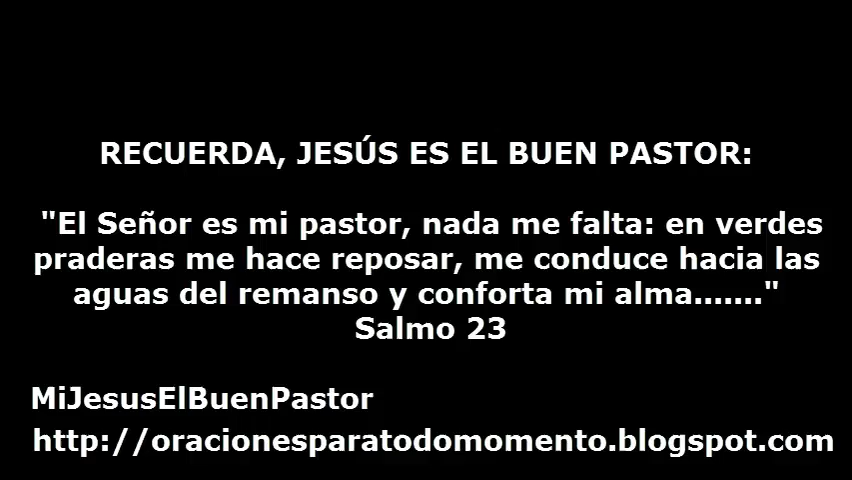 RECUERDA, JESÚS ES EL BUEN PASTOR:
"El Señor es mi pastor, nada me falta: en verdes
praderas me hace reposar, me conduce hacia las
aguas del remanso y conforta mi alma......."
Salmo 23
MiJesusElBuenPastor
http://oracionesparatodomomento.blogspot.com